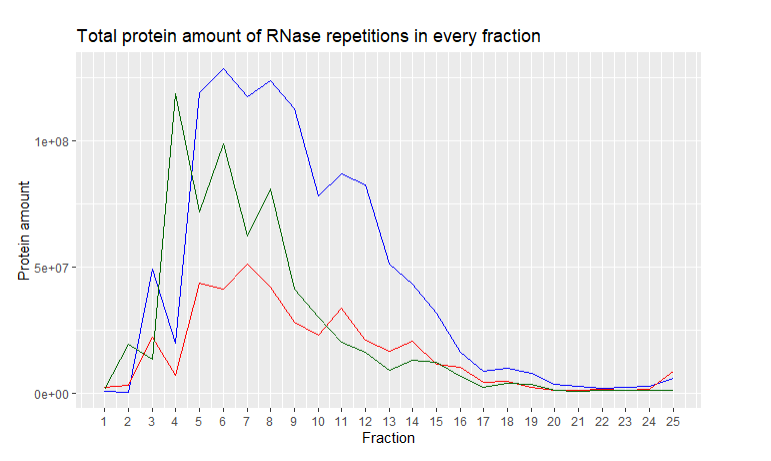 Total protein amount of RNase repetitions in every fraction
Protein amount
1e+08
5e+07
0e+00
1 2 3 4 5 6 7 8 9 10 11 12 13 14 15 16 17 18 19 20 21 22 23 24 25
Fraction